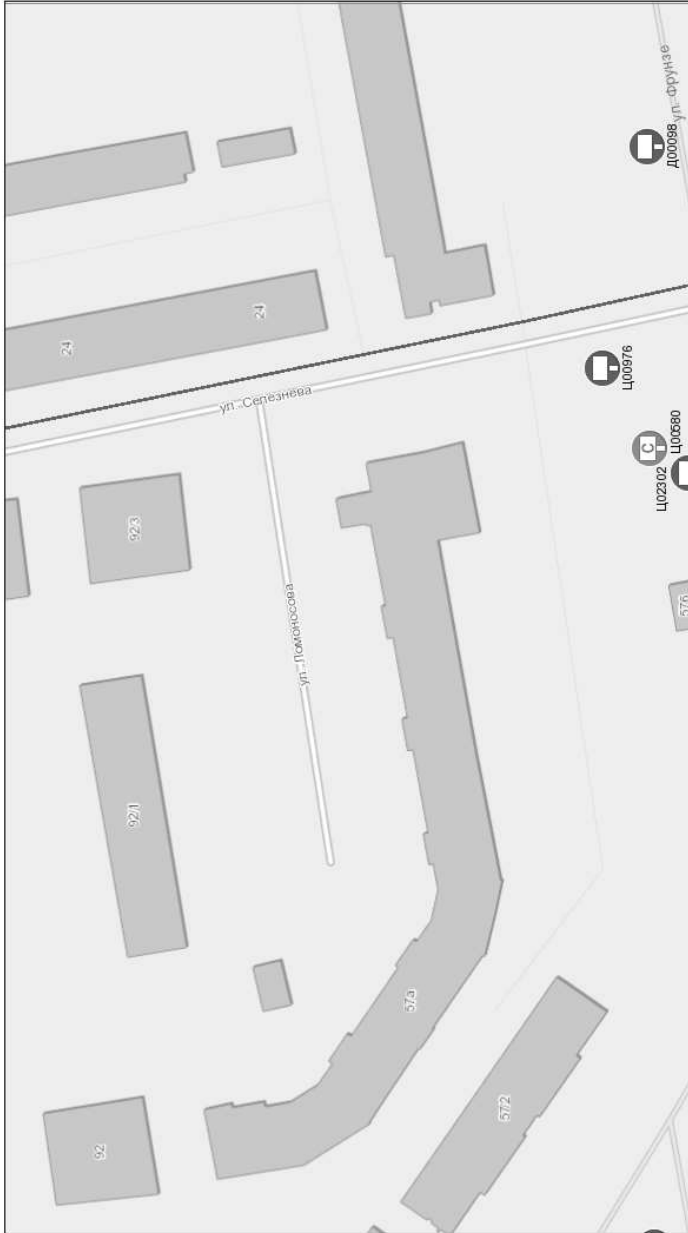 ул. Фрунзе
Д00098
24
24
Ц00976
ул. Селезнева
С
Ц00580
Ц02302
92/3
57б
ул. Ломоносова
92/1
57а
57/2
92